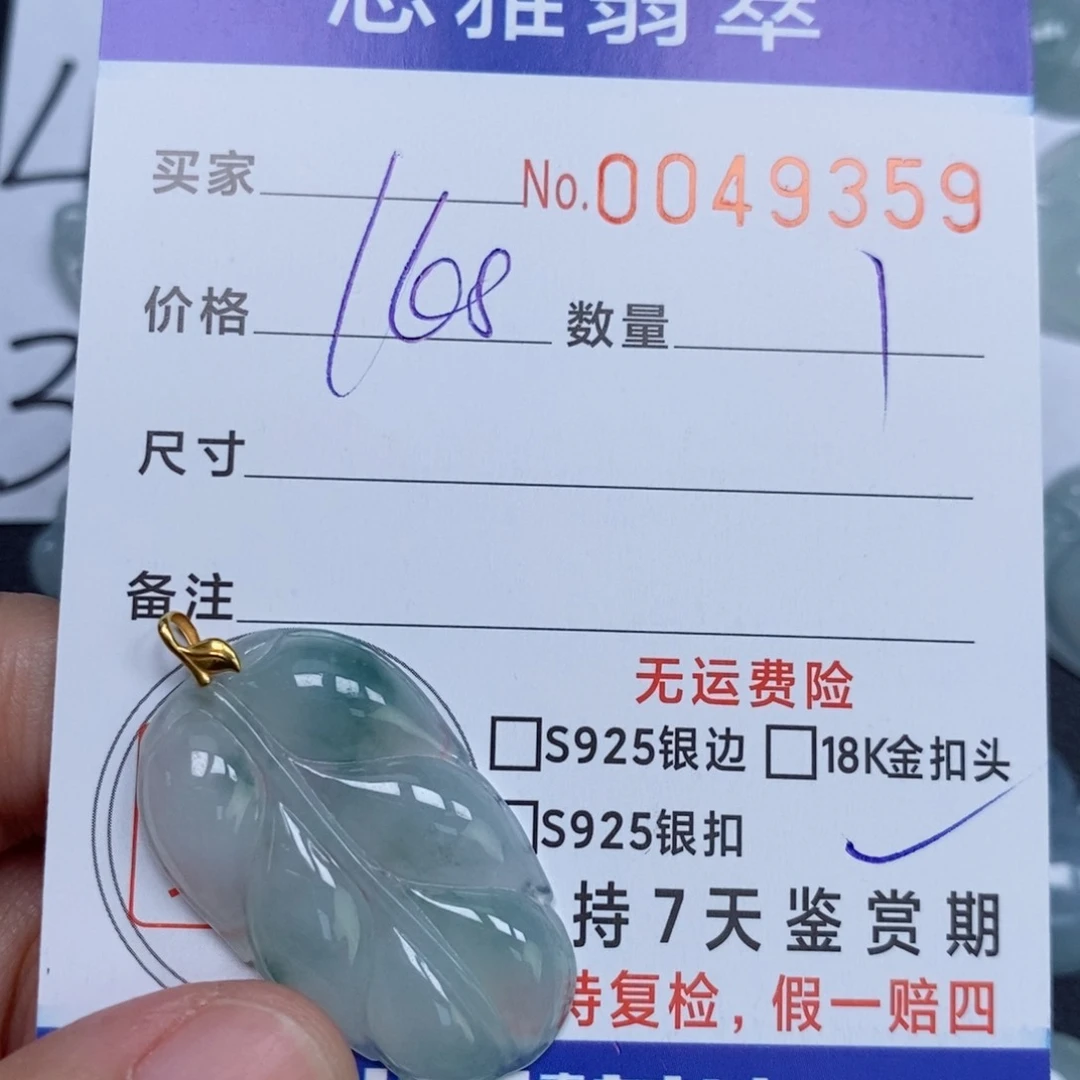 雅翡翠
买家 No.0049359
价格 168 数量 1
尺寸
备注
无运费险
S925银边 18K金扣头
S925银扣
持7天鉴赏期
持复检，假一赔四
L
3